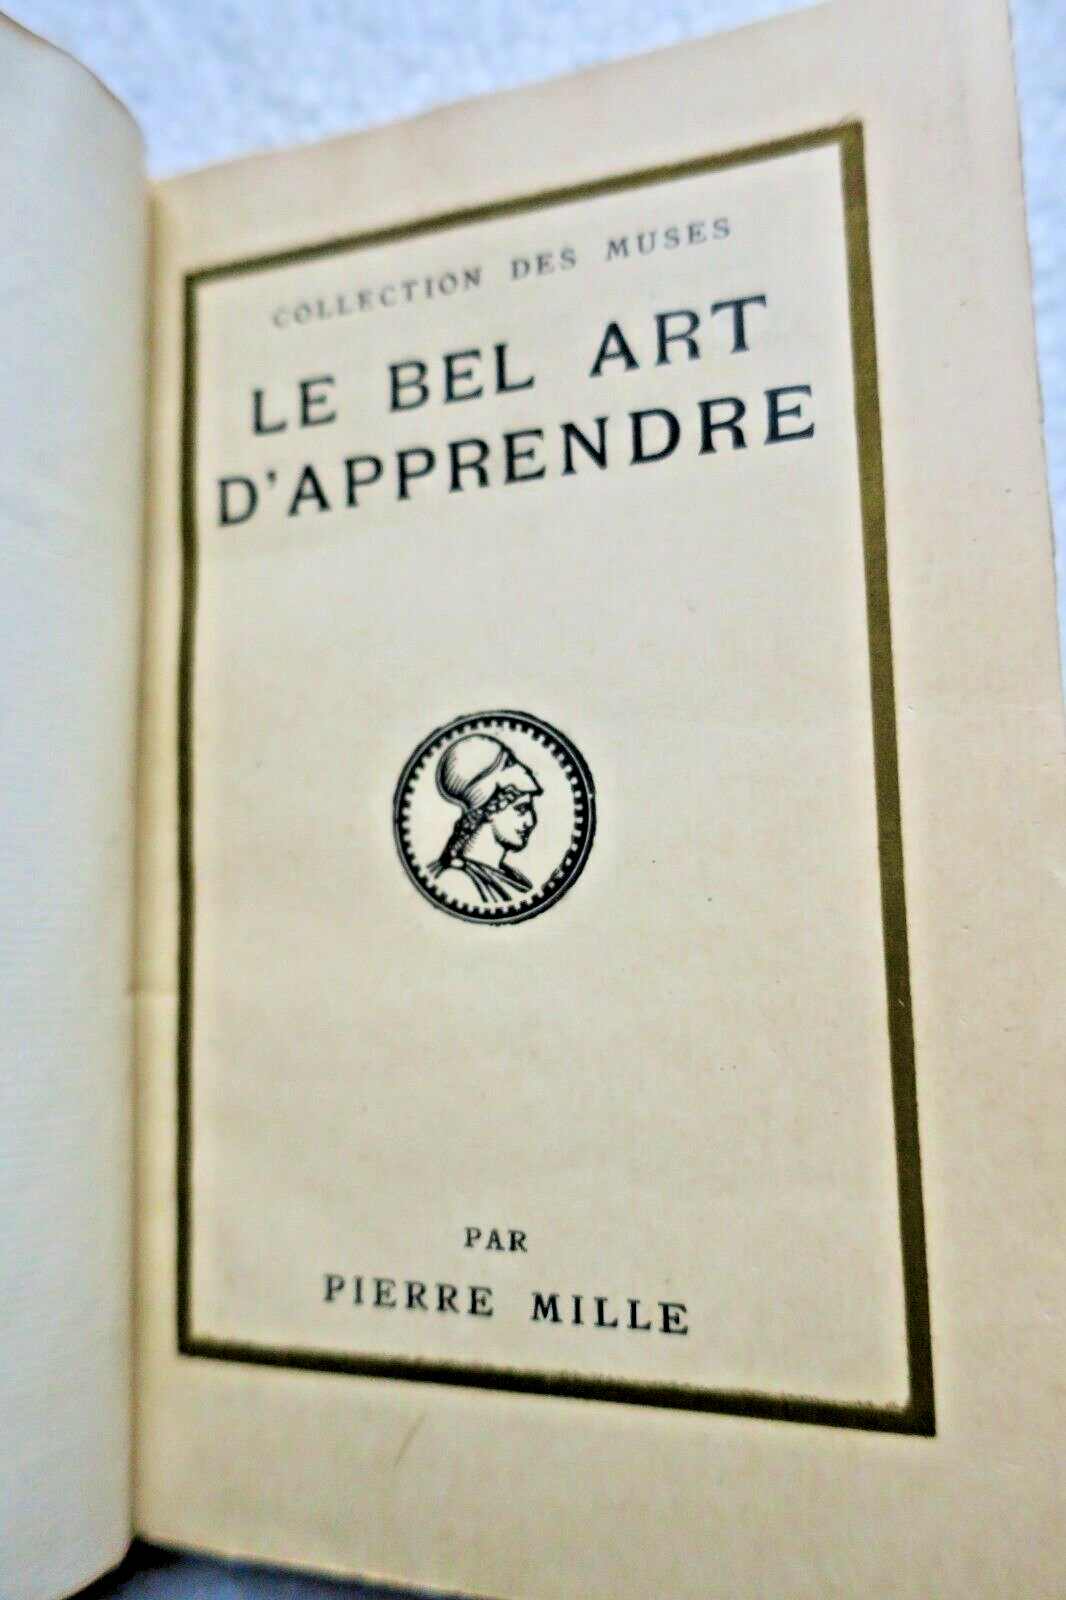 COLLECTION DES MUSES
LE BEL ART
D'APPRENDRE
PAR
PIERRE MILLE